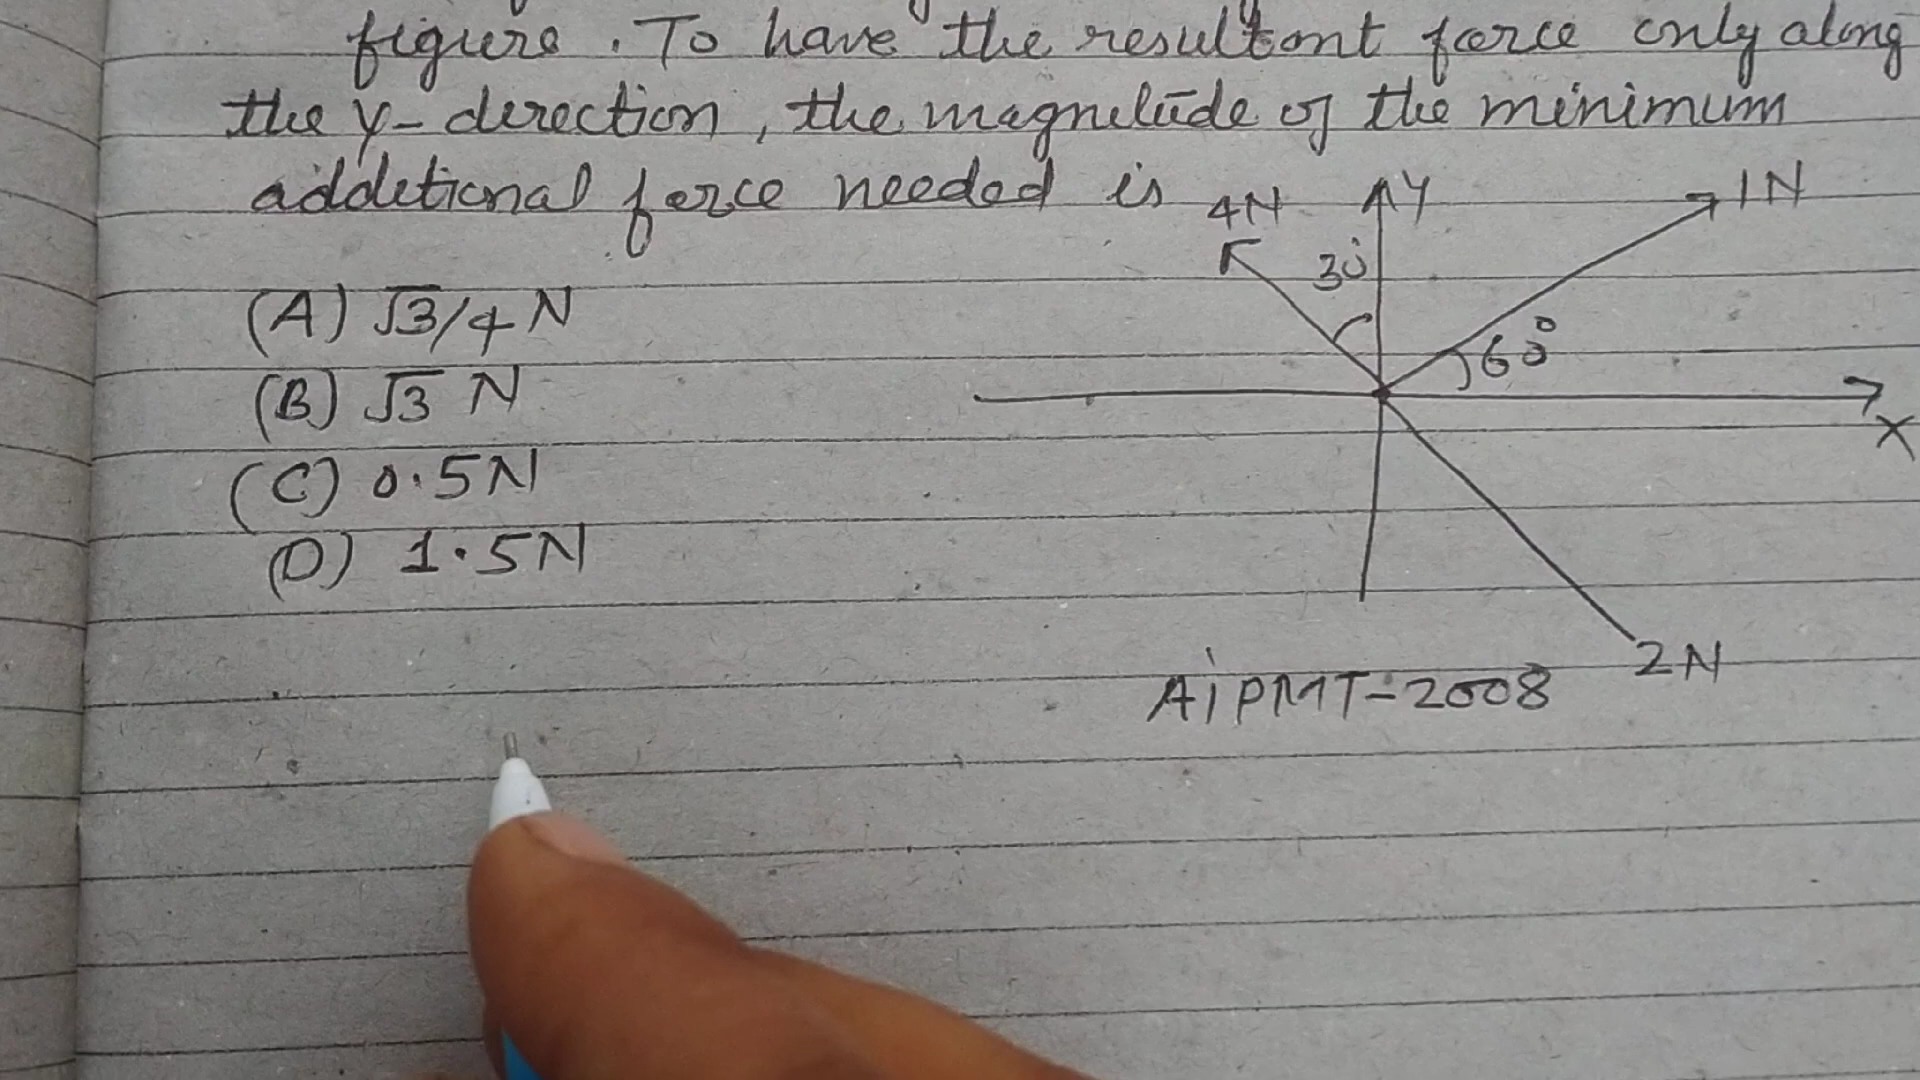 figure. To have the resultant force only along
the y-direction, the magnitude of the minimum
additional force needed is
4N
Y
1N
30°
60°
X
2N
(A) √3/4 N
(B) √3 N
(C) 0.5N
(D) 1.5N
AiPMT-2008